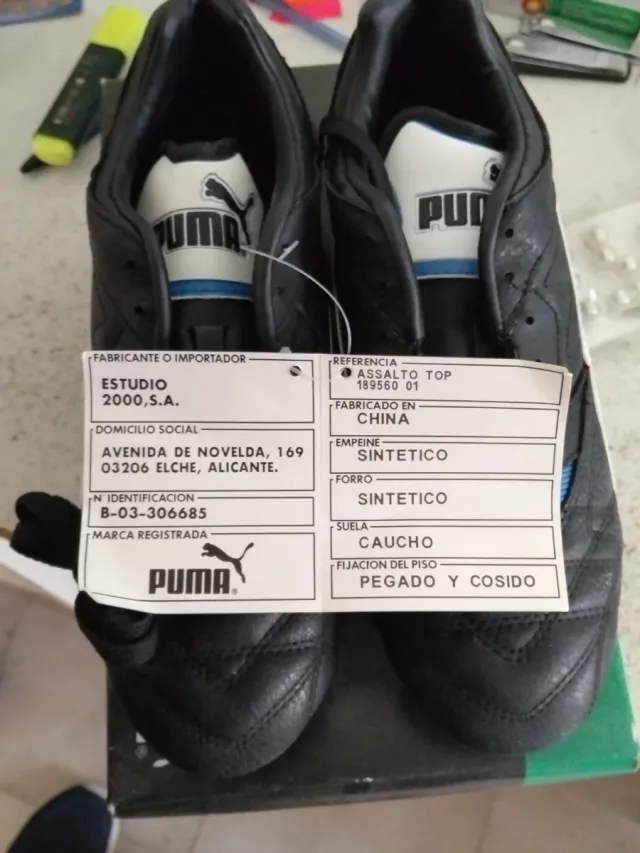 PUMA
PUM
FABRICANTE O IMPORTADOR
ESTUDIO
2000,S.A.
DOMICILIO SOCIAL
AVENIDA DE NOVELDA, 169
03206 ELCHE, ALICANTE.
N IDENTIFICACION
B-03-306685
MARCA REGISTRADA
PUMA®
REFERENCIA
ASSALTO TOP
189560 01
FABRICADO EN
CHINA
EMPEINE
SINTETICO
FORRO
SINTETICO
SUELA
CAUCHO
FIJACION DEL PISO
PEGADO Y COSIDO